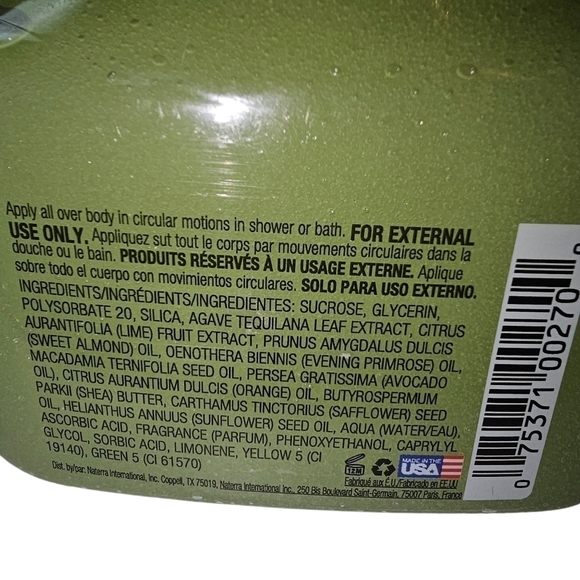 Apply all over body in circular motions in shower or bath. FOR EXTERNAL
USE ONLY. Appliquez sut tout le corps par mouvements circulaires dans la
douche ou le bain. PRODUITS RÉSERVÉS À UN USAGE EXTERNE. Aplique
sobre todo el cuerpo con movimientos circulares. SOLO PARA USO EXTERNO.
INGREDIENTS/INGRÉDIENTS/INGREDIENTES: SUCROSE, GLYCERIN,
POLYSORBATE 20, SILICA, AGAVE TEQUILANA LEAF EXTRACT, CITRUS
AURANTIFOLIA (LIME) FRUIT EXTRACT, PRUNUS AMYGDALUS DULCIS
(SWEET ALMOND) OIL, OENOTHERA BIENNIS (EVENING PRIMROSE) OIL,
MACADAMIA TERNIFOLIA SEED OIL, PERSEA GRATISSIMA (AVOCADO
OIL), CITRUS AURANTIUM DULCIS (ORANGE) OIL, BUTYROSPERMUM
PARKII (SHEA) BUTTER, CARTHAMUS TINCTORIUS (SAFFLOWER) SEED
OIL, HELIANTHUS ANNUUS (SUNFLOWER) SEED OIL, AQUA (WATER/EAU),
ASCORBIC ACID, FRAGRANCE (PARFUM), PHENOXYETHANOL, CAPRYLYL
GLYCOL, SORBIC ACID, LIMONENE, YELLOW 5 (CI
19140), GREEN 5 (CI 61570)
12M
MADE IN THE
USA
Fabriqué aux É.U./Fabricado en EE.UU
Dist. by/par: Naterra International, Inc. Coppell, TX 75019, Naterra International Inc., 250 Bis Boulevard Saint-Germain, 75007 Paris, France
0 75371 00270